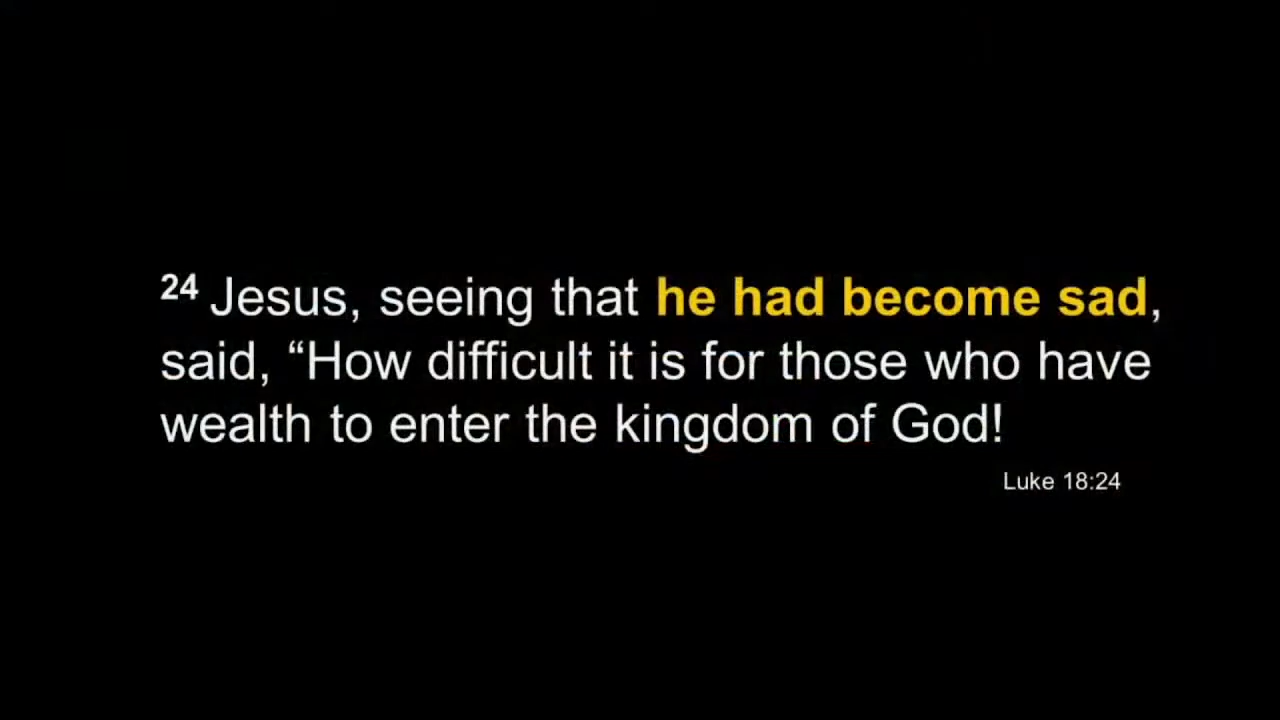 24 Jesus, seeing that he had become sad,
said, “How difficult it is for those who have
wealth to enter the kingdom of God!
Luke 18:24